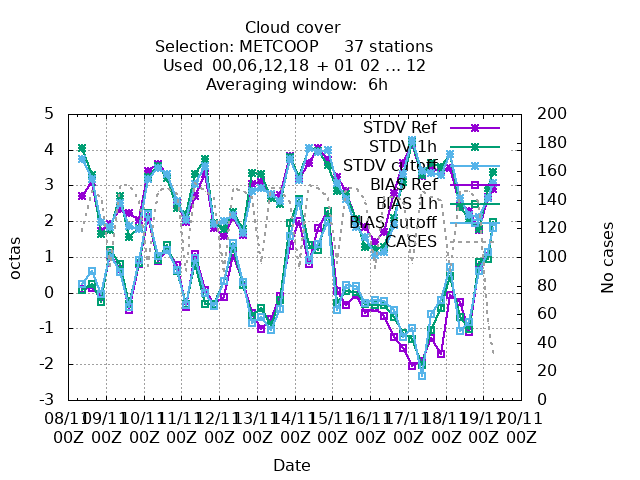 Cloud cover
Selection: METCOOP 37 stations
Used 00,06,12,18 + 01 02 ... 12
Averaging window: 6h
5
4
3
2
1
0
-1
-2
-3
octas
200
180
160
140
120
100
80
60
40
20
0
No cases
STDV Ref
STDV 1h
STDV cutoff
BIAS Ref
BIAS 1h
BIAS cutoff
CASES
08/11 09/11 10/11 11/11 12/11 13/11 14/11 15/11 16/11 17/11 18/11 19/11 20/11
00Z 00Z 00Z 00Z 00Z 00Z 00Z 00Z 00Z 00Z 00Z 00Z 00Z
Date